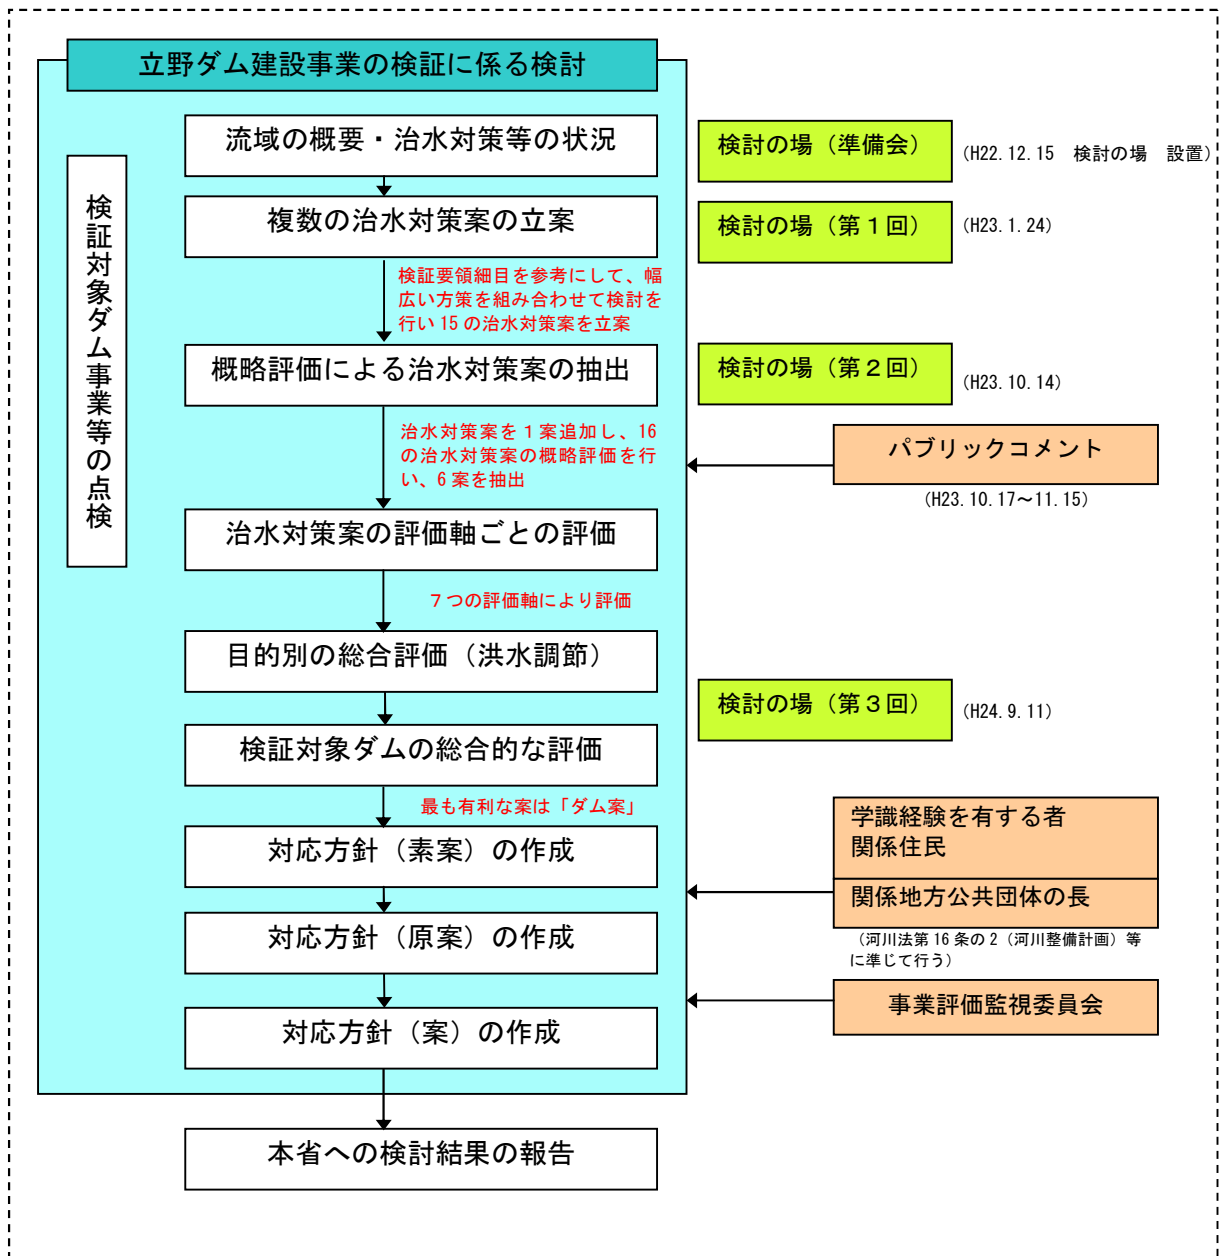 立野ダム建設事業の検証に係る検討
検証対象ダム事業等の点検
流域の概要・治水対策等の状況
検討の場（準備会）
（H22.12.15　検討の場　設置）
複数の治水対策案の立案
検討の場（第１回）
（H23.1.24）
検証要領細目を参考にして、幅
広い方策を組み合わせて検討を
行い 15 の治水対策案を立案
概略評価による治水対策案の抽出
検討の場（第２回）
（H23.10.14）
治水対策案を１案追加し、16
の治水対策案の概略評価を行
い、6 案を抽出
パブリックコメント
（H23.10.17～11.15）
治水対策案の評価軸ごとの評価
７つの評価軸により評価
目的別の総合評価（洪水調節）
検討の場（第３回）
（H24.9.11）
検証対象ダムの総合的な評価
最も有利な案は「ダム案」
対応方針（素案）の作成
学識経験を有する者
関係住民
関係地方公共団体の長
（河川法第 16 条の 2（河川整備計画）等
に準じて行う）
対応方針（原案）の作成
事業評価監視委員会
対応方針（案）の作成
本省への検討結果の報告